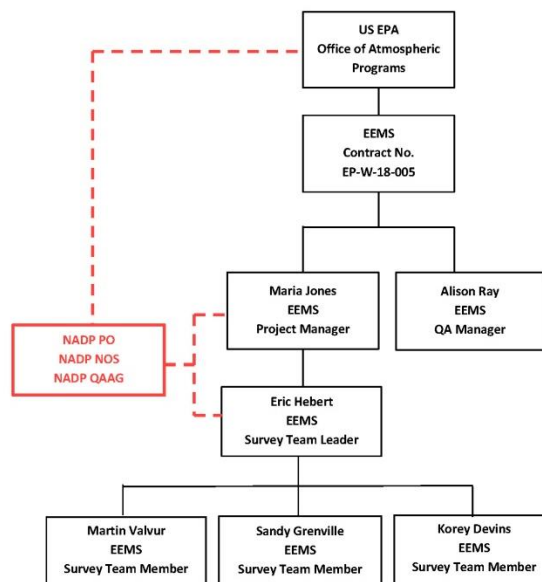 US EPA
Office of Atmospheric
Programs
EEMS
Contract No.
EP-W-18-005
Maria Jones
EEMS
Project Manager
Alison Ray
EEMS
QA Manager
NADP PO
NADP NOS
NADP QAAG
Eric Hebert
EEMS
Survey Team Leader
Martin Valvur
EEMS
Survey Team Member
Sandy Grenville
EEMS
Survey Team Member
Korey Devins
EEMS
Survey Team Member